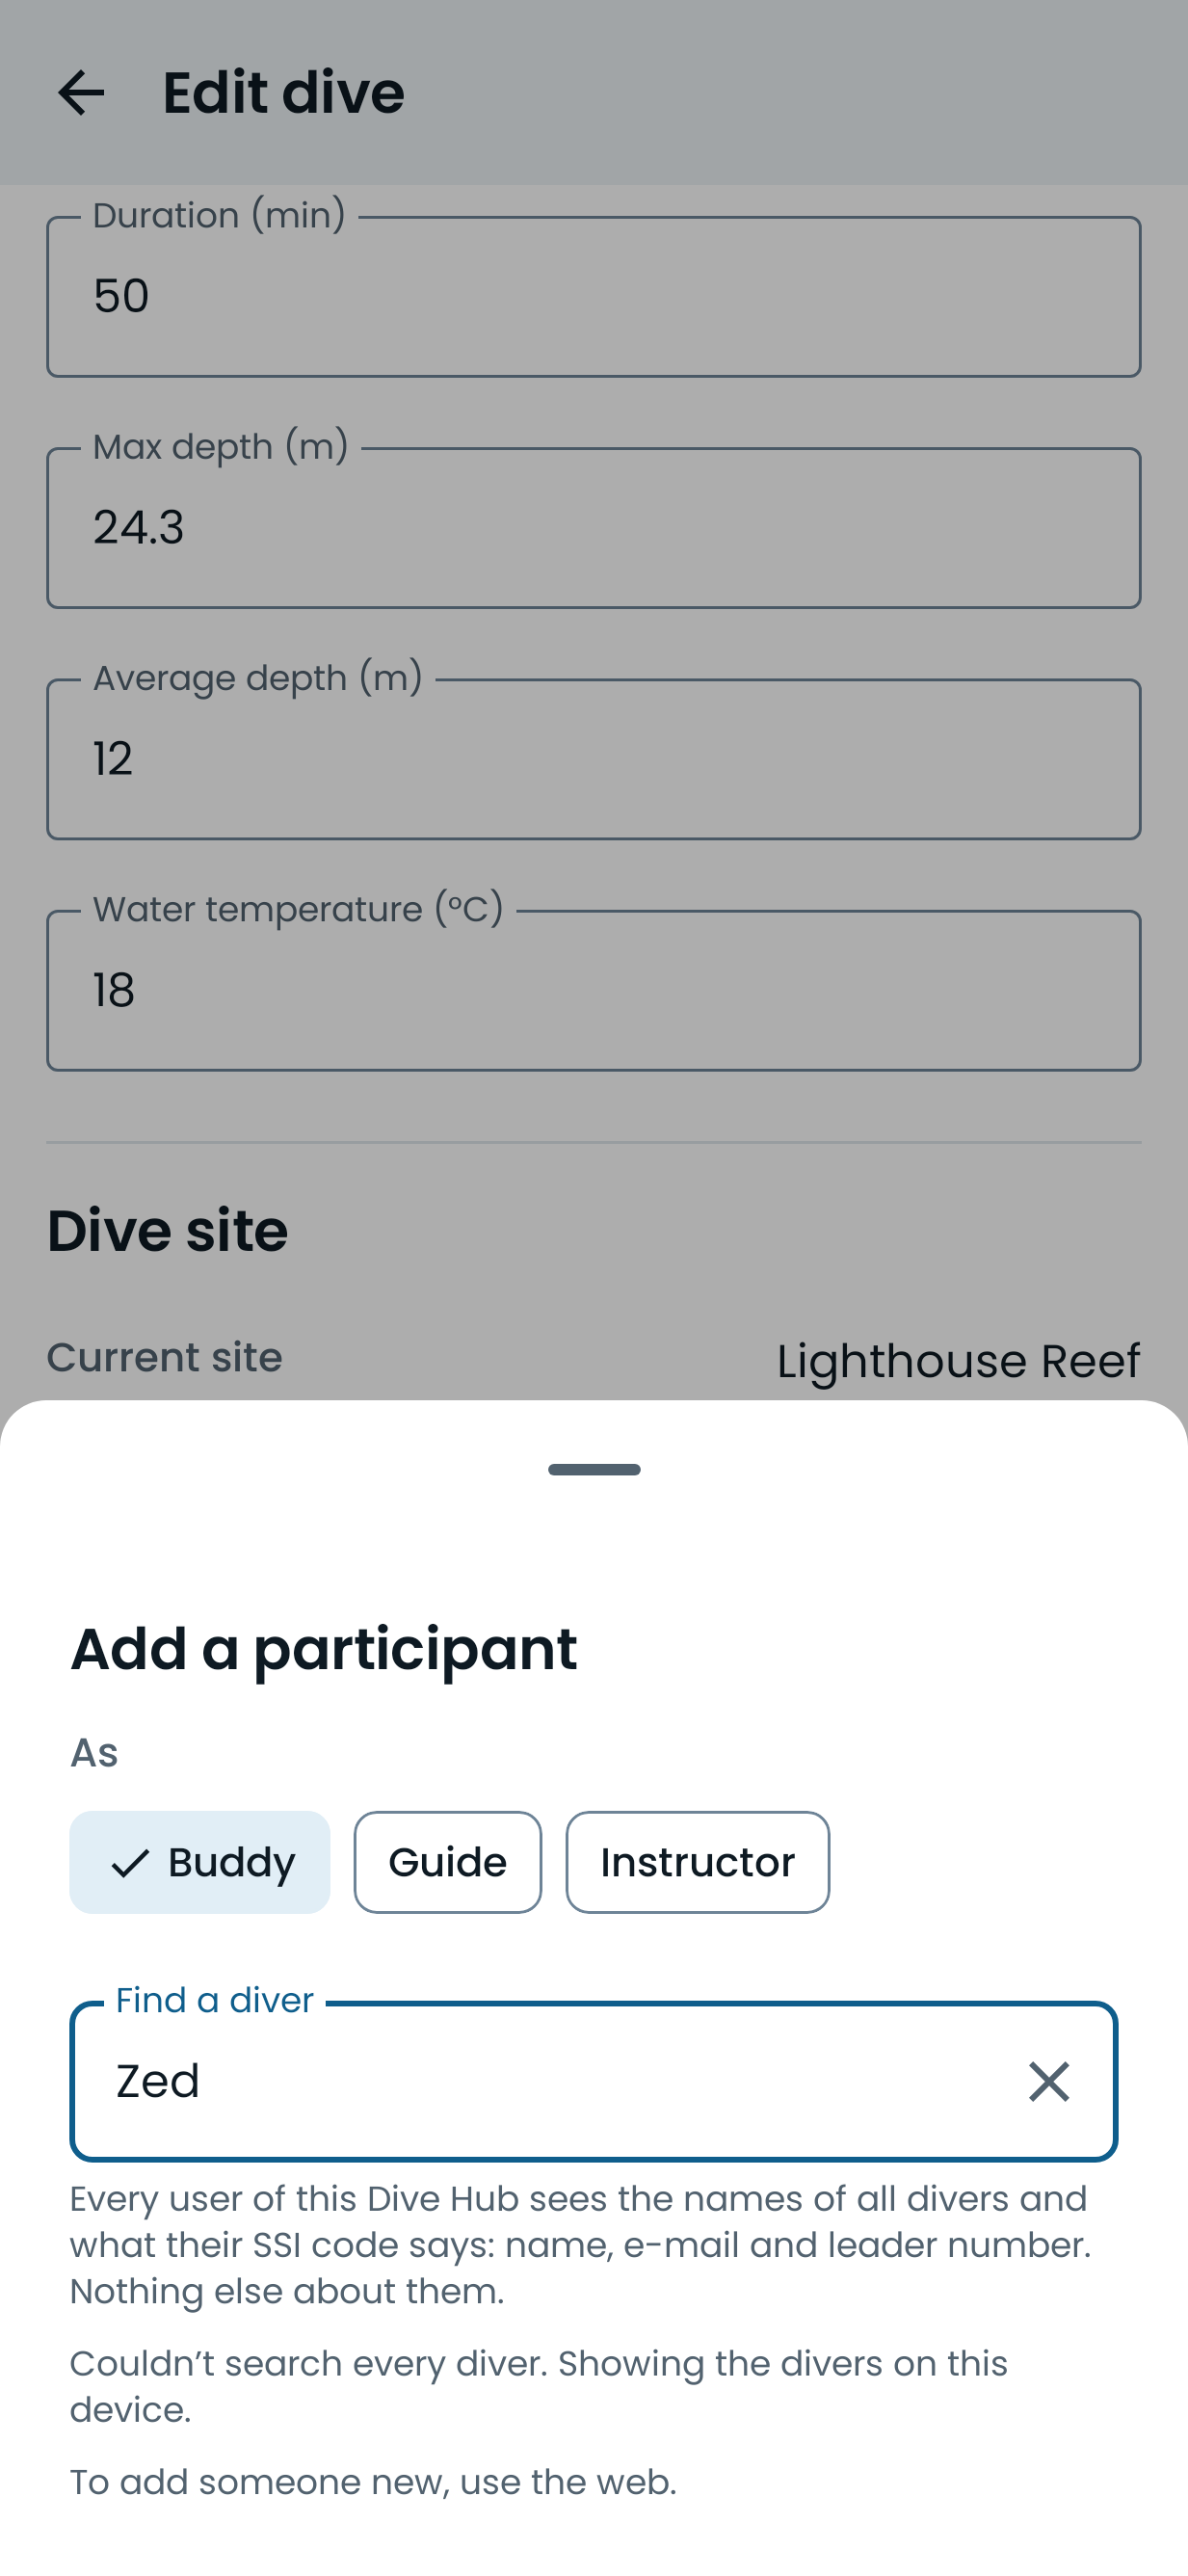 Edit dive
Duration (min)
50
Max depth (m)
24.3
Average depth (m)
12
Water temperature (°C)
18
Dive site
Current site
Lighthouse Reef
Add a participant
As
Buddy
Guide
Instructor
Find a diver
Zed
Every user of this Dive Hub sees the names of all divers and
what their SSI code says: name, e-mail and leader number.
Nothing else about them.
Couldn’t search every diver. Showing the divers on this
device.
To add someone new, use the web.